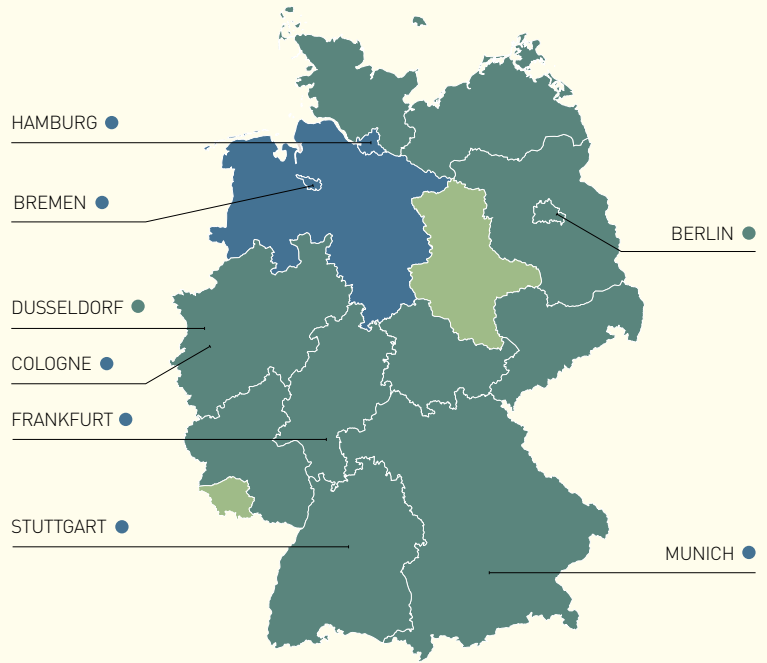 HAMBURG
BREMEN
BERLIN
DUSSELDORF
COLOGNE
FRANKFURT
STUTTGART
MUNICH